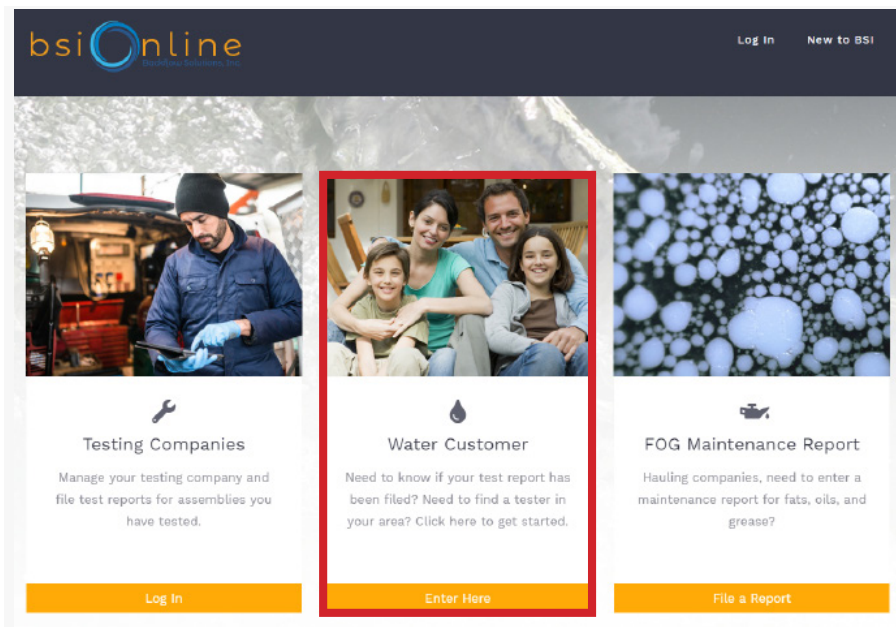 bsiOnline
Backflow Solutions, Inc.
Log In
New to BSI
Testing Companies
Manage your testing company and
file test reports for assemblies you
have tested.
Log In
Water Customer
Need to know if your test report has
been filed? Need to find a tester in
your area? Click here to get started.
Enter Here
FOG Maintenance Report
Hauling companies, need to enter a
maintenance report for fats, oils, and
grease?
File a Report